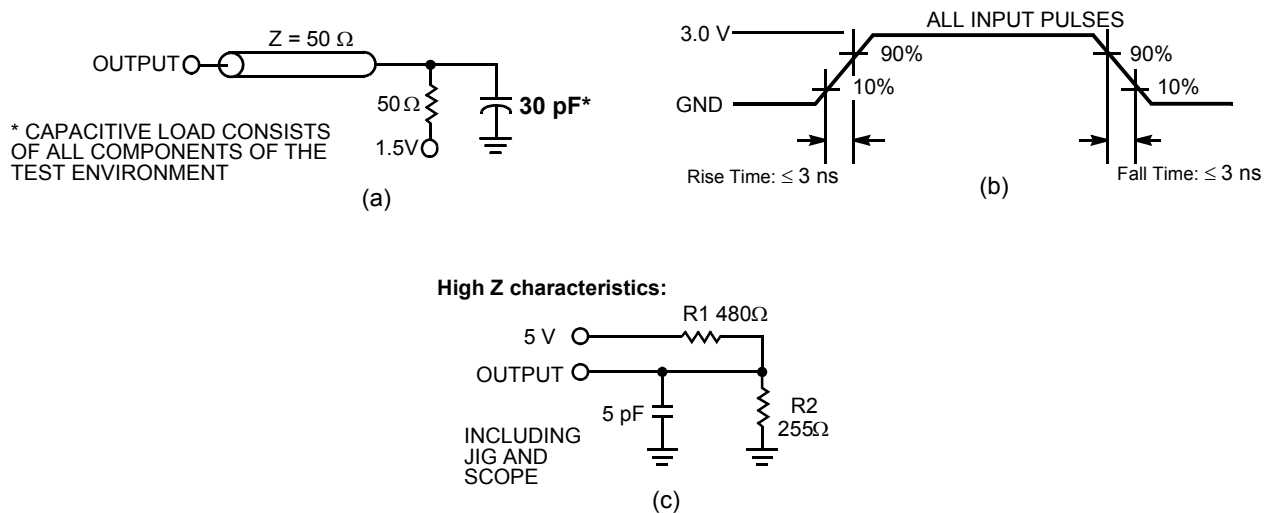 Z = 50 Ω
OUTPUT
50 Ω
30 pF*
1.5V
* CAPACITIVE LOAD CONSISTS
OF ALL COMPONENTS OF THE
TEST ENVIRONMENT
(a)
ALL INPUT PULSES
3.0 V
90%
10%
GND
90%
10%
Rise Time: ≤ 3 ns
Fall Time: ≤ 3 ns
(b)
High Z characteristics:
R1 480Ω
5 V
OUTPUT
5 pF
R2
255Ω
INCLUDING
JIG AND
SCOPE
(c)